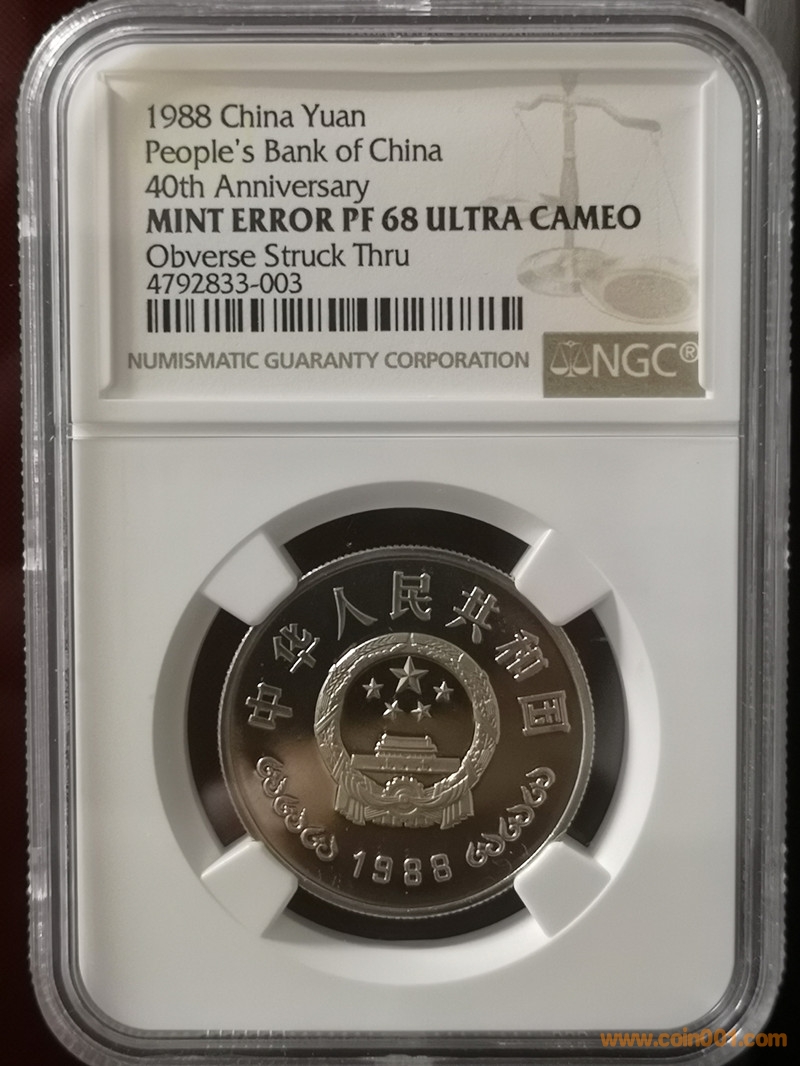 1988 China Yuan
People's Bank of China
40th Anniversary
MINT ERROR PF 68 ULTRA CAMEO
Obverse Struck Thru
4792833-003
NUMISMATIC GUARANTY CORPORATION
NGC®
中华人民共和国
1988
www.coin001.com